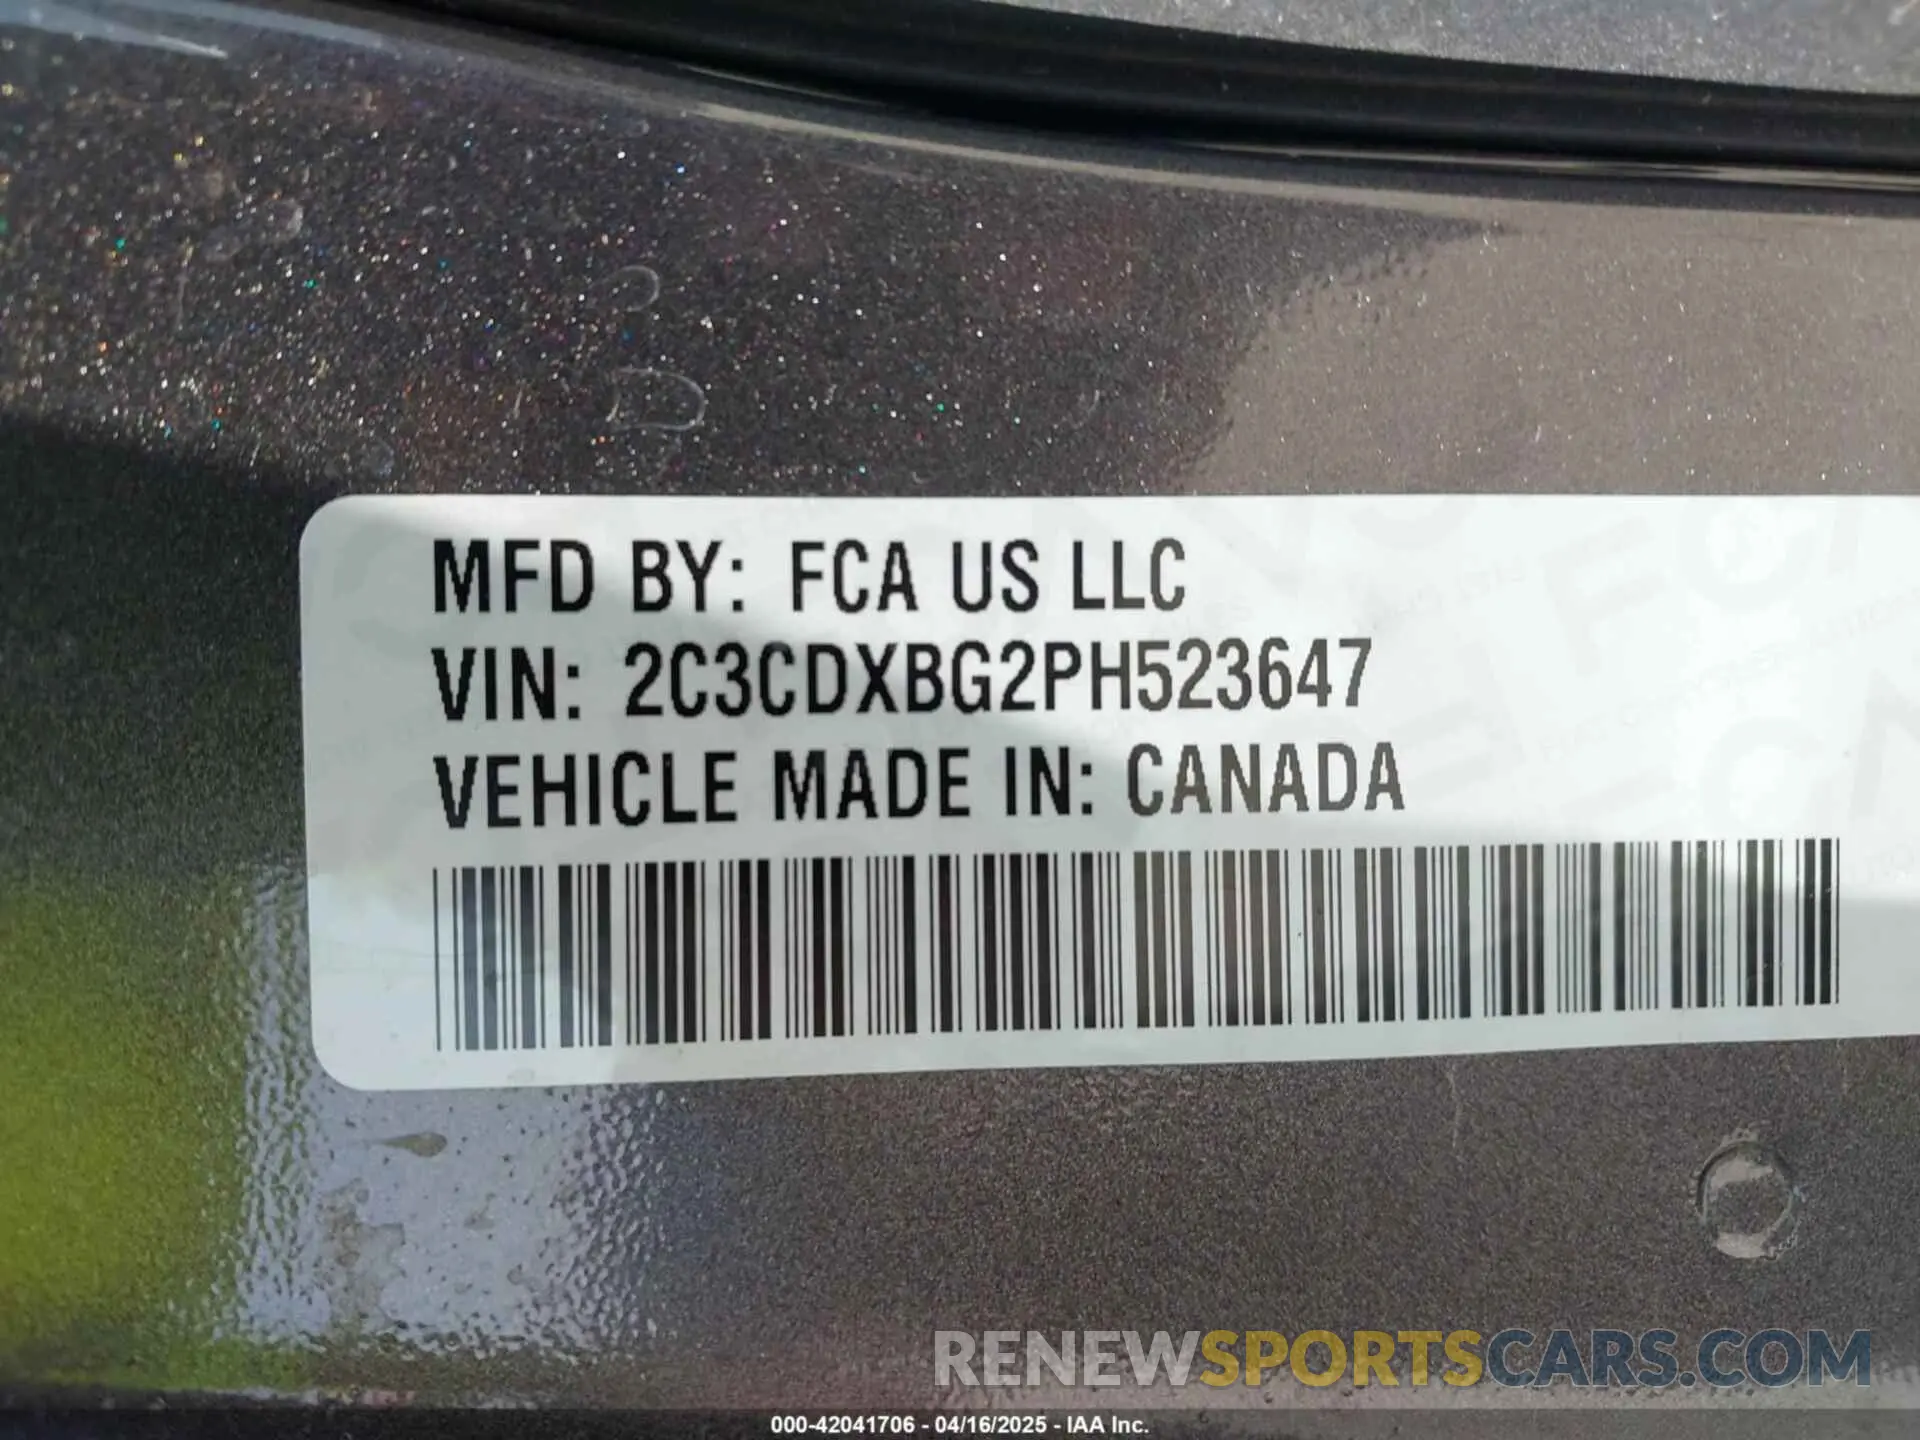 MFD BY: FCA US LLC
VIN: 2C3CDXBG2PH523647
VEHICLE MADE IN: CANADA
RENEWSPORTSCARS.COM
000-42041706 - 04/16/2025 - IAA Inc.